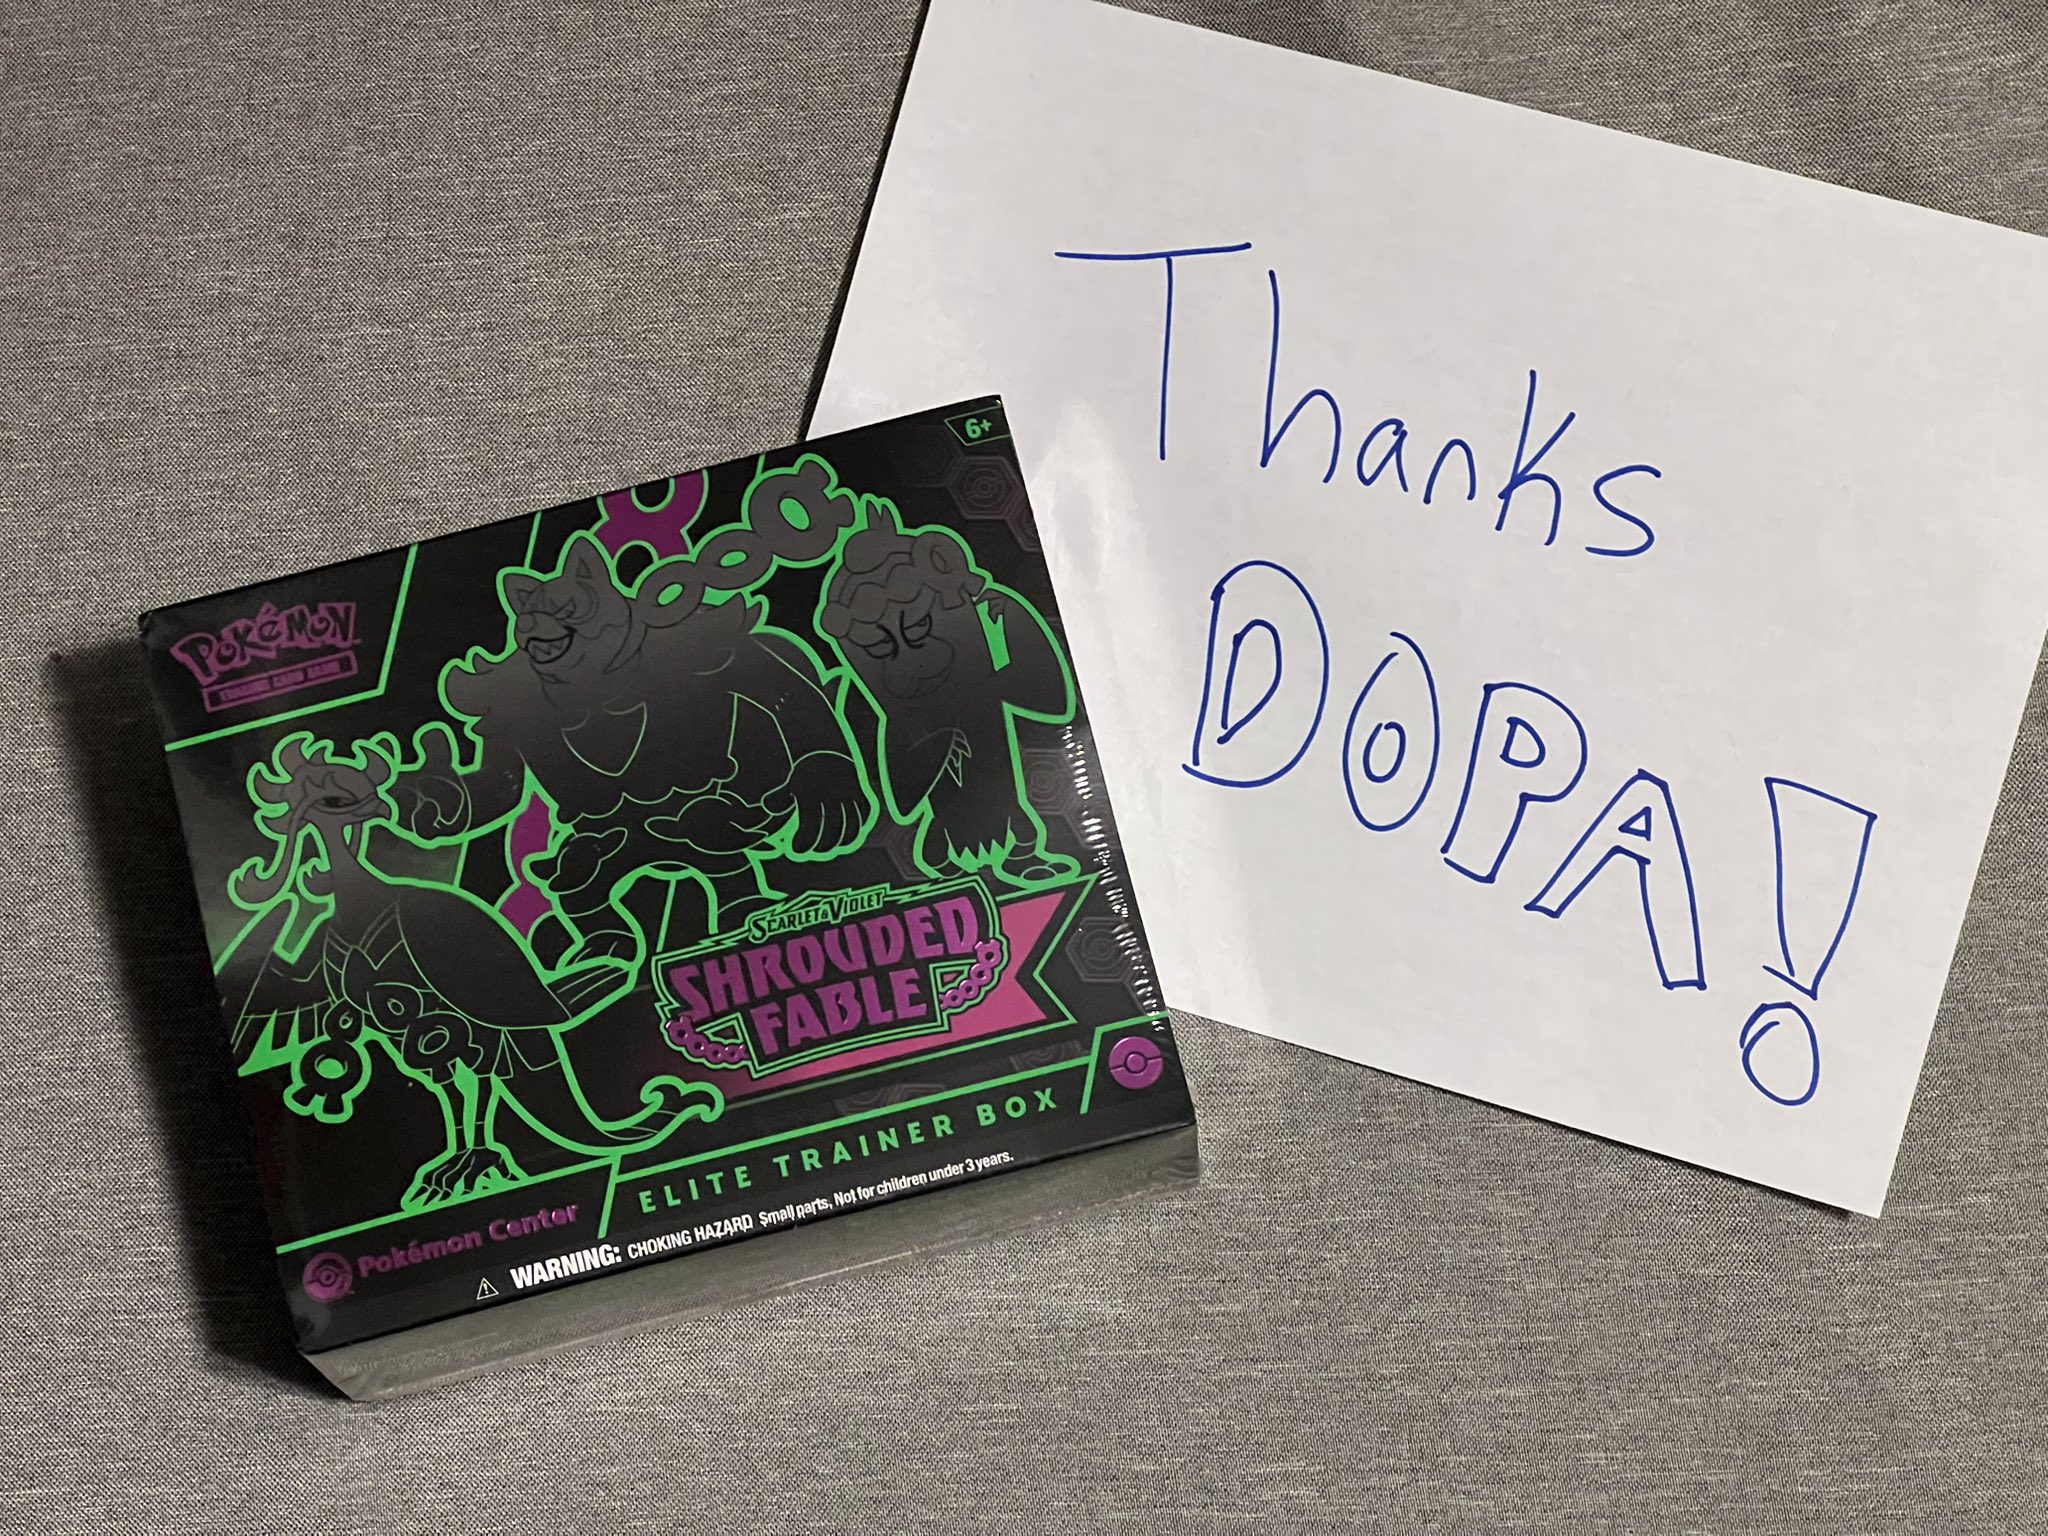 Thanks
DOPA!
6+
POKÉMON
TRADING CARD GAME
SCARLET & VIOLET
SHROUDED
FABLE
ELITE TRAINER BOX
Pokémon Center
WARNING: CHOKING HAZARD Small parts. Not for children under 3 years.